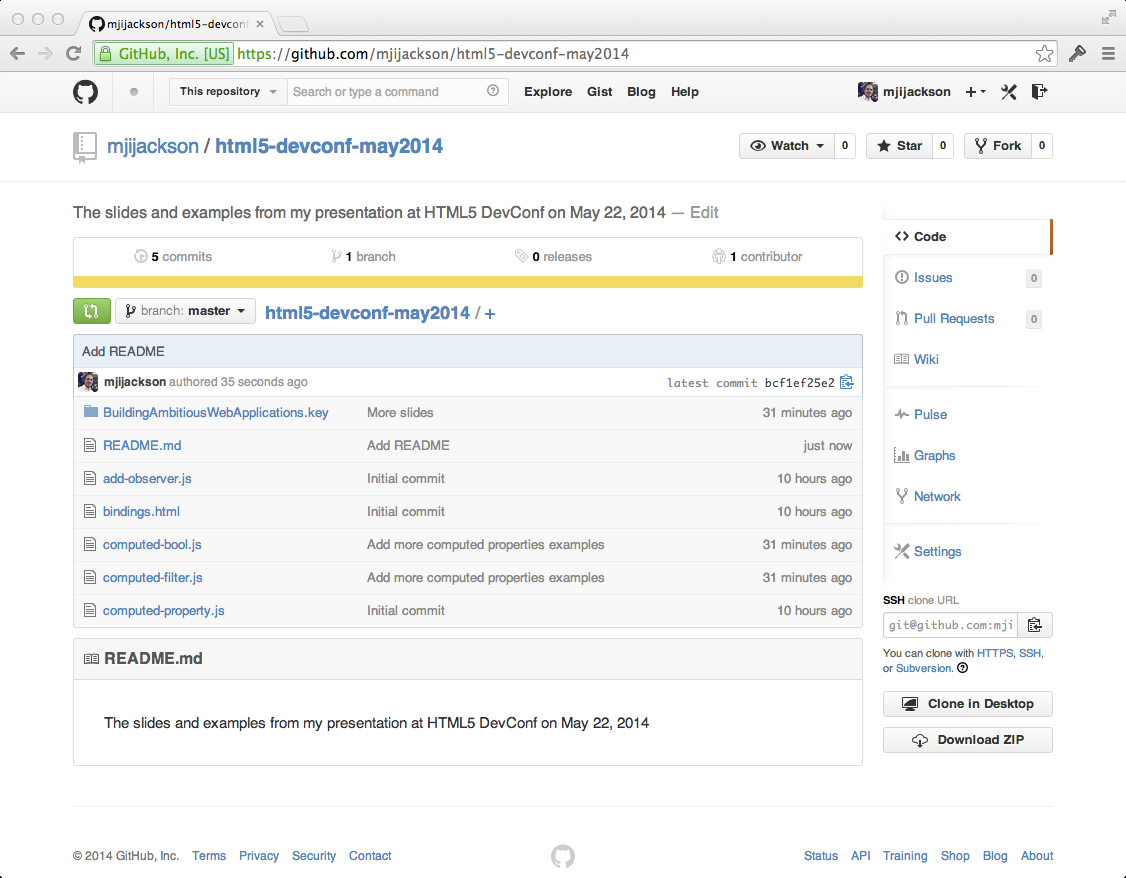 mjijackson/html5-devconf
GitHub, Inc. [US] https://github.com/mjijackson/html5-devconf-may2014
This repository Search or type a command Explore Gist Blog Help mjijackson
mjijackson / html5-devconf-may2014 Watch 0 Star 0 Fork 0
The slides and examples from my presentation at HTML5 DevConf on May 22, 2014 — Edit
5 commits 1 branch 0 releases 1 contributor
branch: master html5-devconf-may2014 / +
Add README
mjijackson authored 35 seconds ago latest commit bcf1ef25e2
BuildingAmbitiousWebApplications.key More slides 31 minutes ago
README.md Add README just now
add-observer.js Initial commit 10 hours ago
bindings.html Initial commit 10 hours ago
computed-bool.js Add more computed properties examples 31 minutes ago
computed-filter.js Add more computed properties examples 31 minutes ago
computed-property.js Initial commit 10 hours ago
README.md
The slides and examples from my presentation at HTML5 DevConf on May 22, 2014
Code
Issues 0
Pull Requests 0
Wiki
Pulse
Graphs
Network
Settings
SSH clone URL
git@github.com:mji
You can clone with HTTPS, SSH,
or Subversion.
Clone in Desktop
Download ZIP
© 2014 GitHub, Inc. Terms Privacy Security Contact Status API Training Shop Blog About